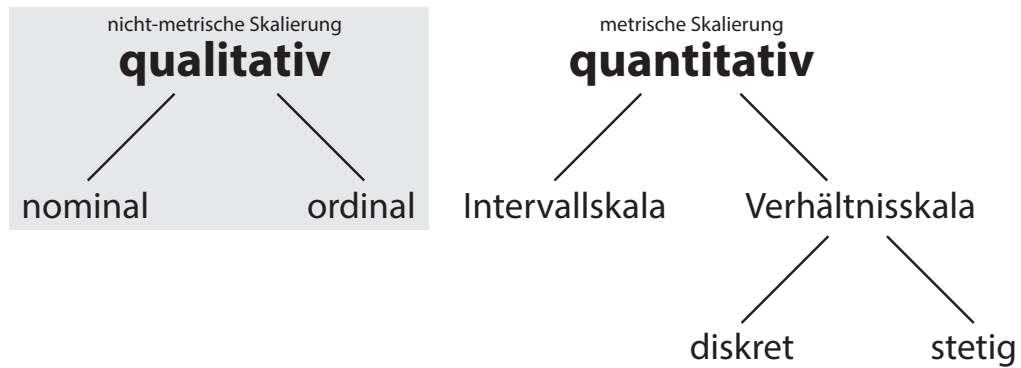 nicht-metrische Skalierung
qualitativ
nominal
ordinal
metrische Skalierung
quantitativ
Intervallskala
Verhältnisskala
diskret
stetig